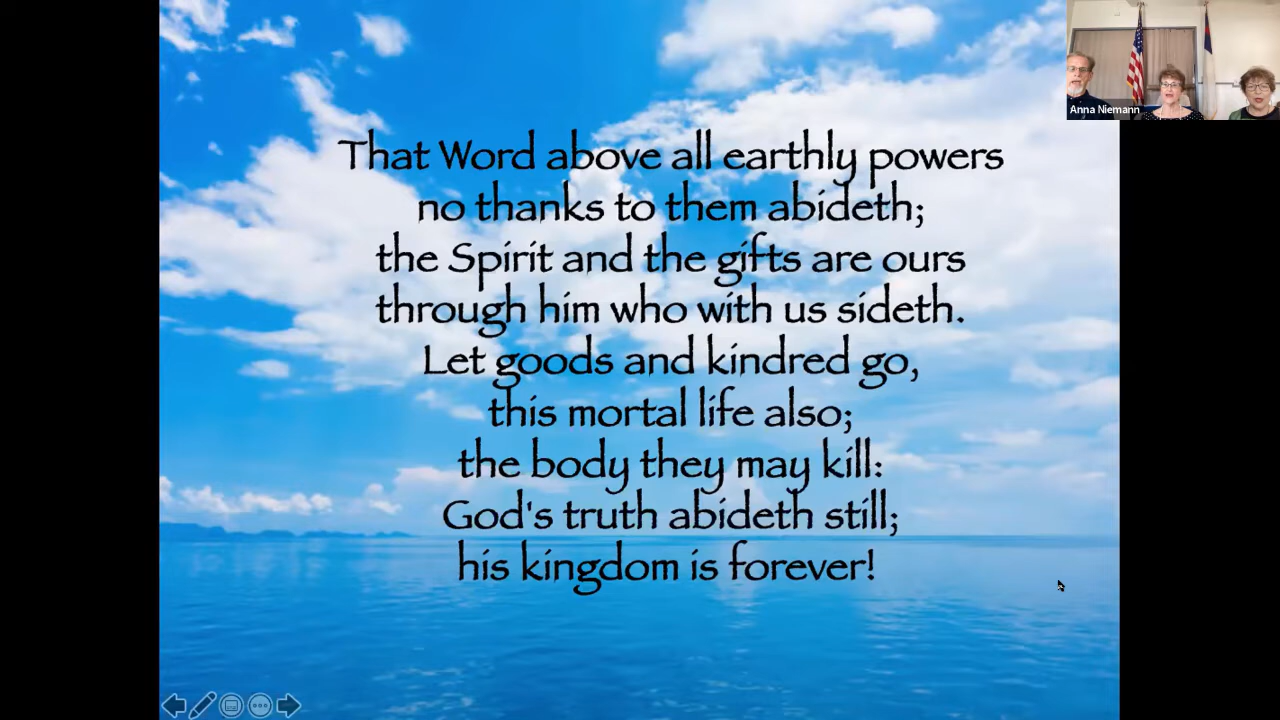 Anna Niemann
That Word above all earthly powers
no thanks to them abideth;
the Spirit and the gifts are ours
through him who with us sideth.
Let goods and kindred go,
this mortal life also;
the body they may kill:
God's truth abideth still;
his kingdom is forever!